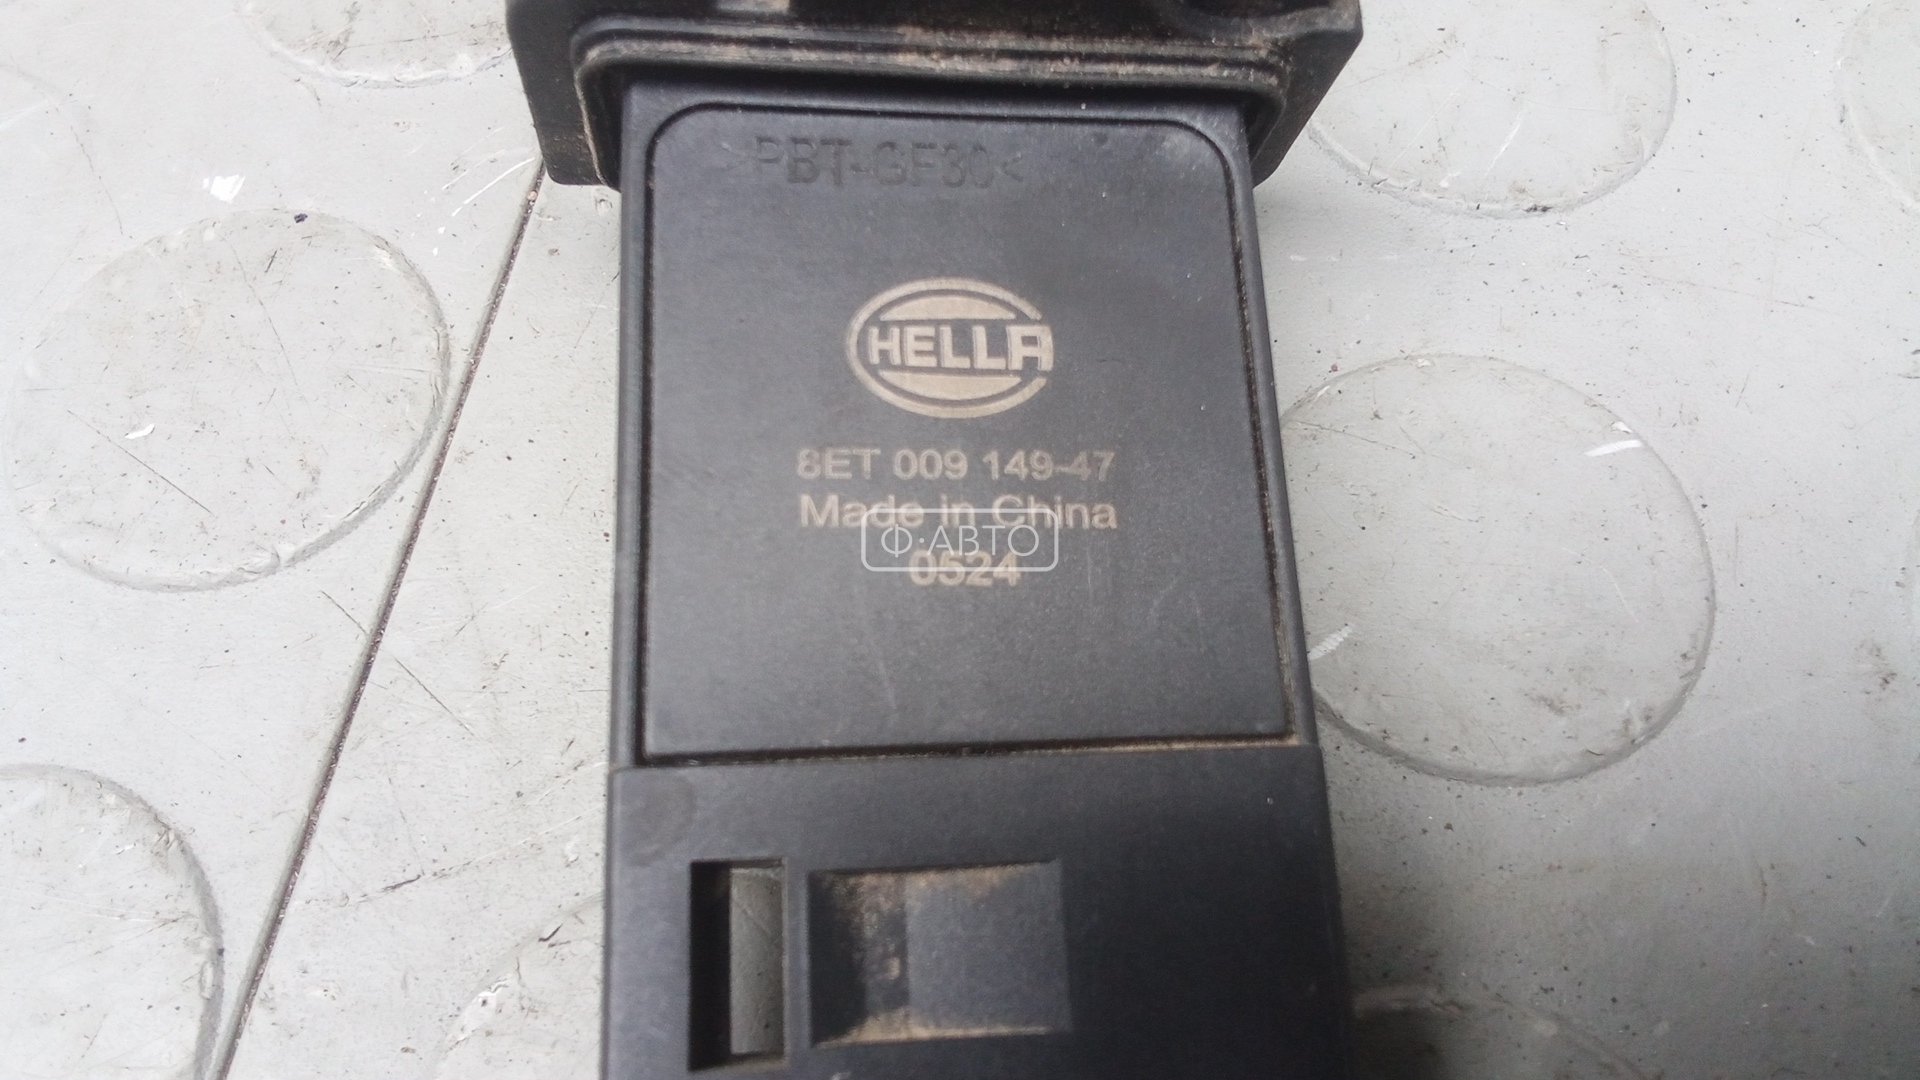 >PBT-GF30<
HELLA
8ET 009 149-47
Made in China
Ф·АВТО
0524